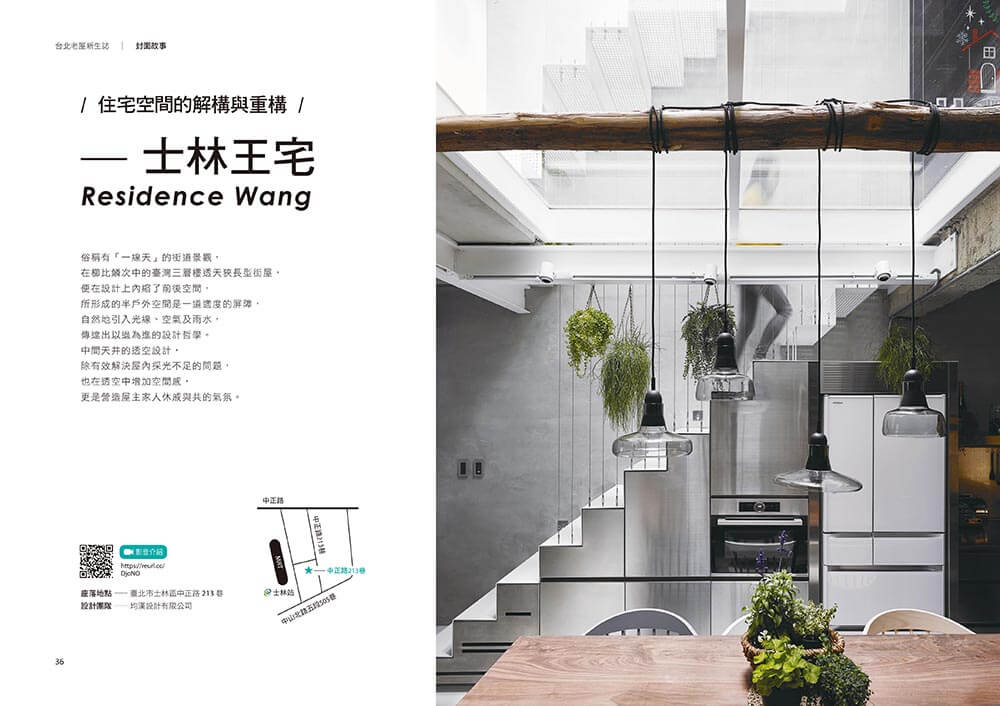 台北老屋新生誌 | 封面故事
/ 住宅空間的解構與重構 /
— 士林王宅
Residence Wang
俗稱有「一線天」的街道景觀，
在櫛比鱗次中的臺灣三層樓透天狹長型街屋，
便在設計上內縮了前後空間，
所形成的半戶外空間是一道透度的屏障，
自然地引入光線、空氣及雨水，
傳達出以退為進的設計哲學。
中間天井的透空設計，
除有效解決屋內採光不足的問題，
也在透空中增加空間感，
更是營造屋主家人休戚與共的氣氛。
中正路
中正路213巷
中正路213巷
士林站
中山北路五段505巷
影音介紹
https://reurl.cc/
DjoNO
座落地點 — 臺北市士林區中正路 213 巷
設計團隊 — 均漢設計有限公司
36